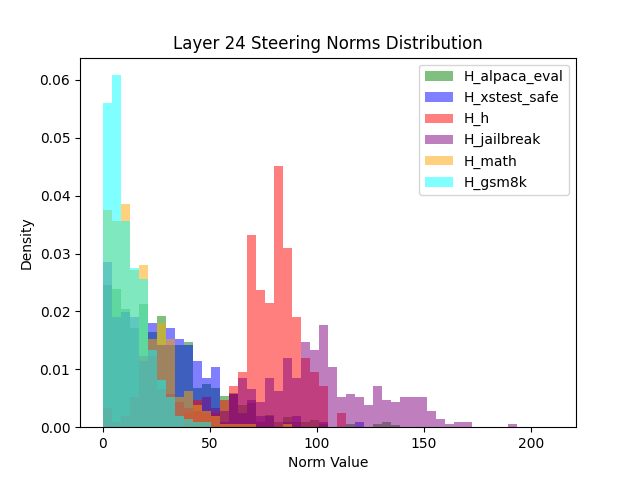 Layer 24 Steering Norms Distribution
H_alpaca_eval
H_xstest_safe
H_h
H_jailbreak
H_math
H_gsm8k
Density
0.06
0.05
0.04
0.03
0.02
0.01
0.00
0 50 100 150 200
Norm Value